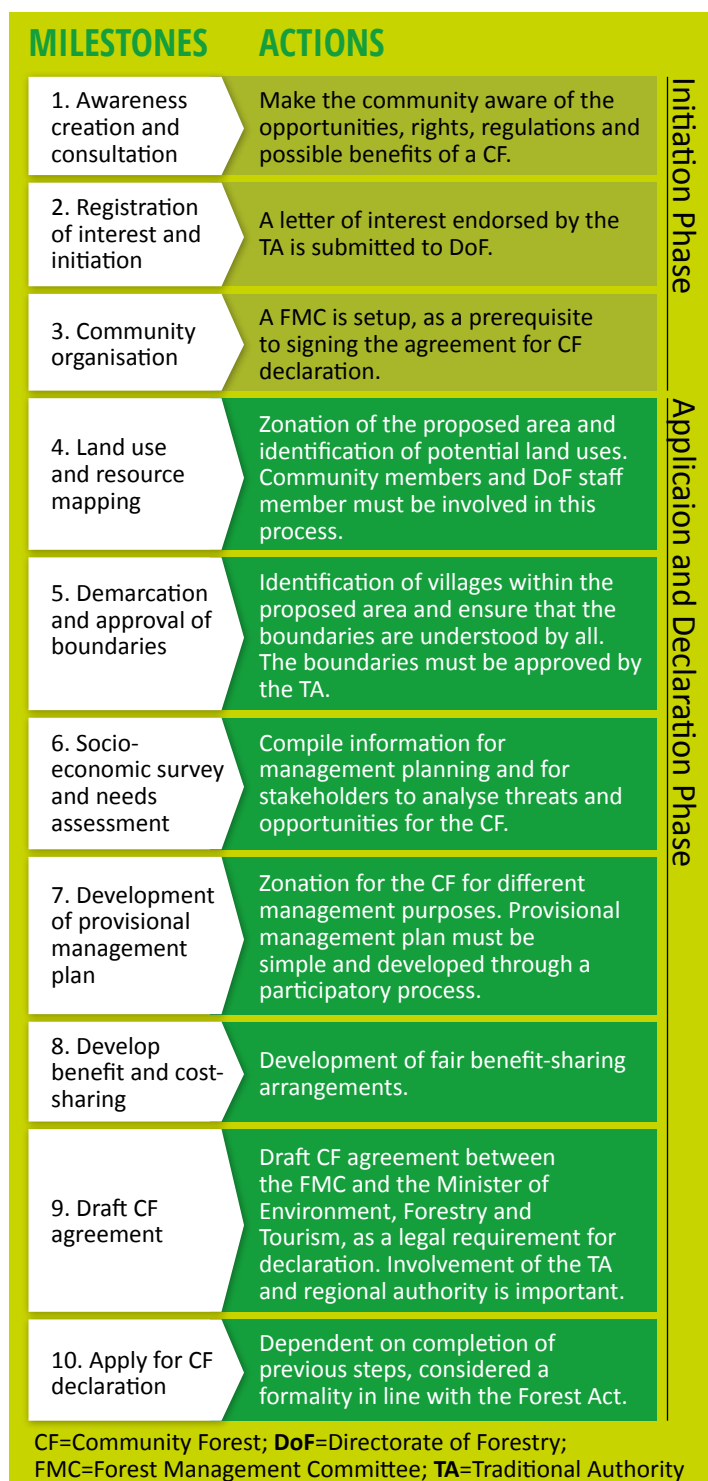 MILESTONES ACTIONS
1. Awareness
creation and
consultation
Make the community aware of the
opportunities, rights, regulations and
possible benefits of a CF.
2. Registration
of interest and
initiation
A letter of interest endorsed by the
TA is submitted to DoF.
3. Community
organisation
A FMC is setup, as a prerequisite
to signing the agreement for CF
declaration.
Initiation Phase
4. Land use
and resource
mapping
Zonation of the proposed area and
identification of potential land uses.
Community members and DoF staff
member must be involved in this
process.
5. Demarcation
and approval of
boundaries
Identification of villages within the
proposed area and ensure that the
boundaries are understood by all.
The boundaries must be approved by
the TA.
6. Socio-
economic survey
and needs
assessment
Compile information for
management planning and for
stakeholders to analyse threats and
opportunities for the CF.
7. Development
of provisional
management
plan
Zonation for the CF for different
management purposes. Provisional
management plan must be
simple and developed through a
participatory process.
8. Develop
benefit and cost-
sharing
Development of fair benefit-sharing
arrangements.
9. Draft CF
agreement
Draft CF agreement between
the FMC and the Minister of
Environment, Forestry and
Tourism, as a legal requirement for
declaration. Involvement of the TA
and regional authority is important.
10. Apply for CF
declaration
Dependent on completion of
previous steps, considered a
formality in line with the Forest Act.
Applicaion and Declaration Phase
CF=Community Forest; DoF=Directorate of Forestry;
FMC=Forest Management Committee; TA=Traditional Authority